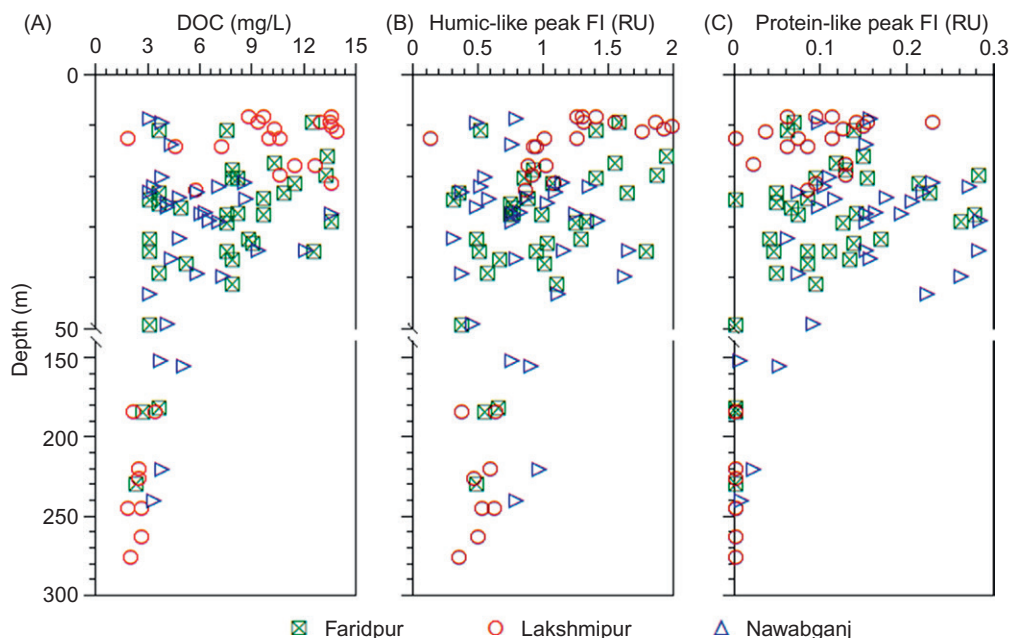 (A) DOC (mg/L) (B) Humic-like peak FI (RU) (C) Protein-like peak FI (RU)
0 3 6 9 12 15 0.5 1 1.5 2 0 0.1 0.2 0.3
0
50
150
200
250
300
Depth (m)
Faridpur Lakshmipur Nawabganj